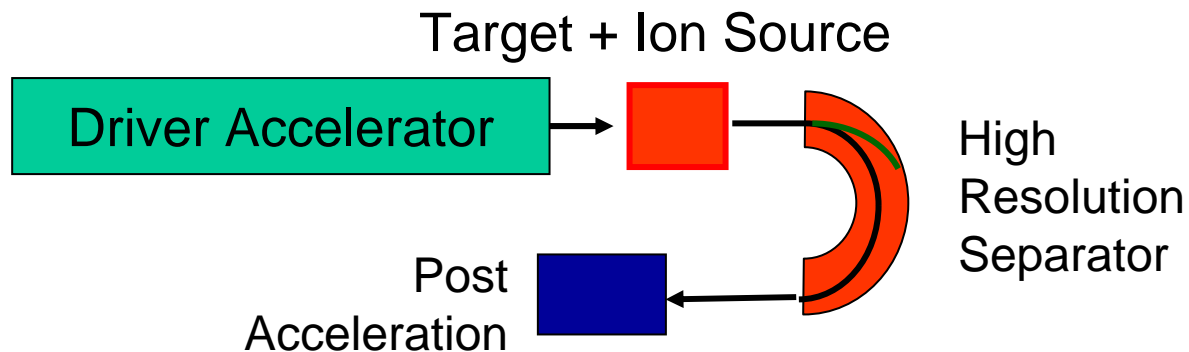 Target + Ion Source
Driver Accelerator
High
Resolution
Separator
Post
Acceleration